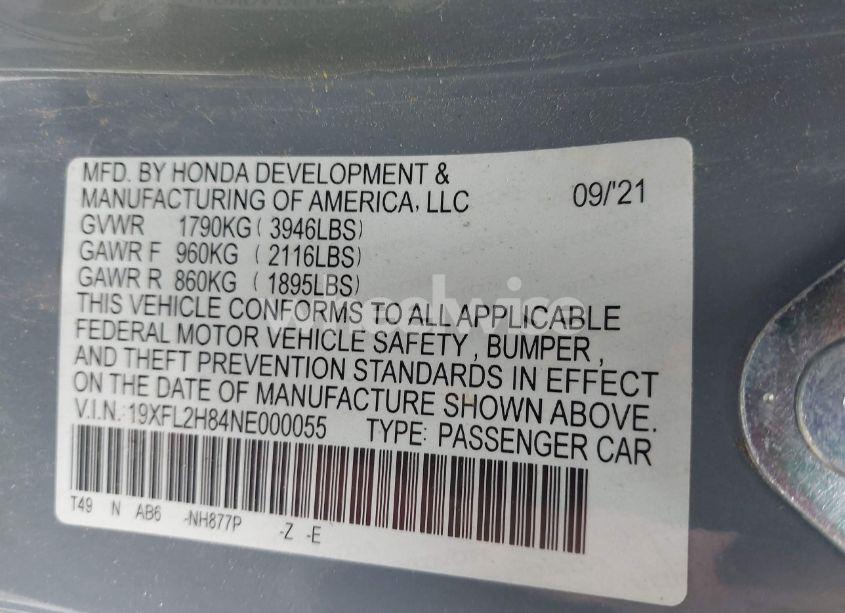 MFD. BY HONDA DEVELOPMENT &
MANUFACTURING OF AMERICA, LLC 09/'21
GVWR 1790KG ( 3946LBS)
GAWR F 960KG ( 2116LBS)
GAWR R 860KG ( 1895LBS)
THIS VEHICLE CONFORMS TO ALL APPLICABLE
FEDERAL MOTOR VEHICLE SAFETY , BUMPER ,
AND THEFT PREVENTION STANDARDS IN EFFECT
ON THE DATE OF MANUFACTURE SHOWN ABOVE.
V.I.N.: 19XFL2H84NE000055 TYPE: PASSENGER CAR
T49 N AB6 -NH877P -Z -E